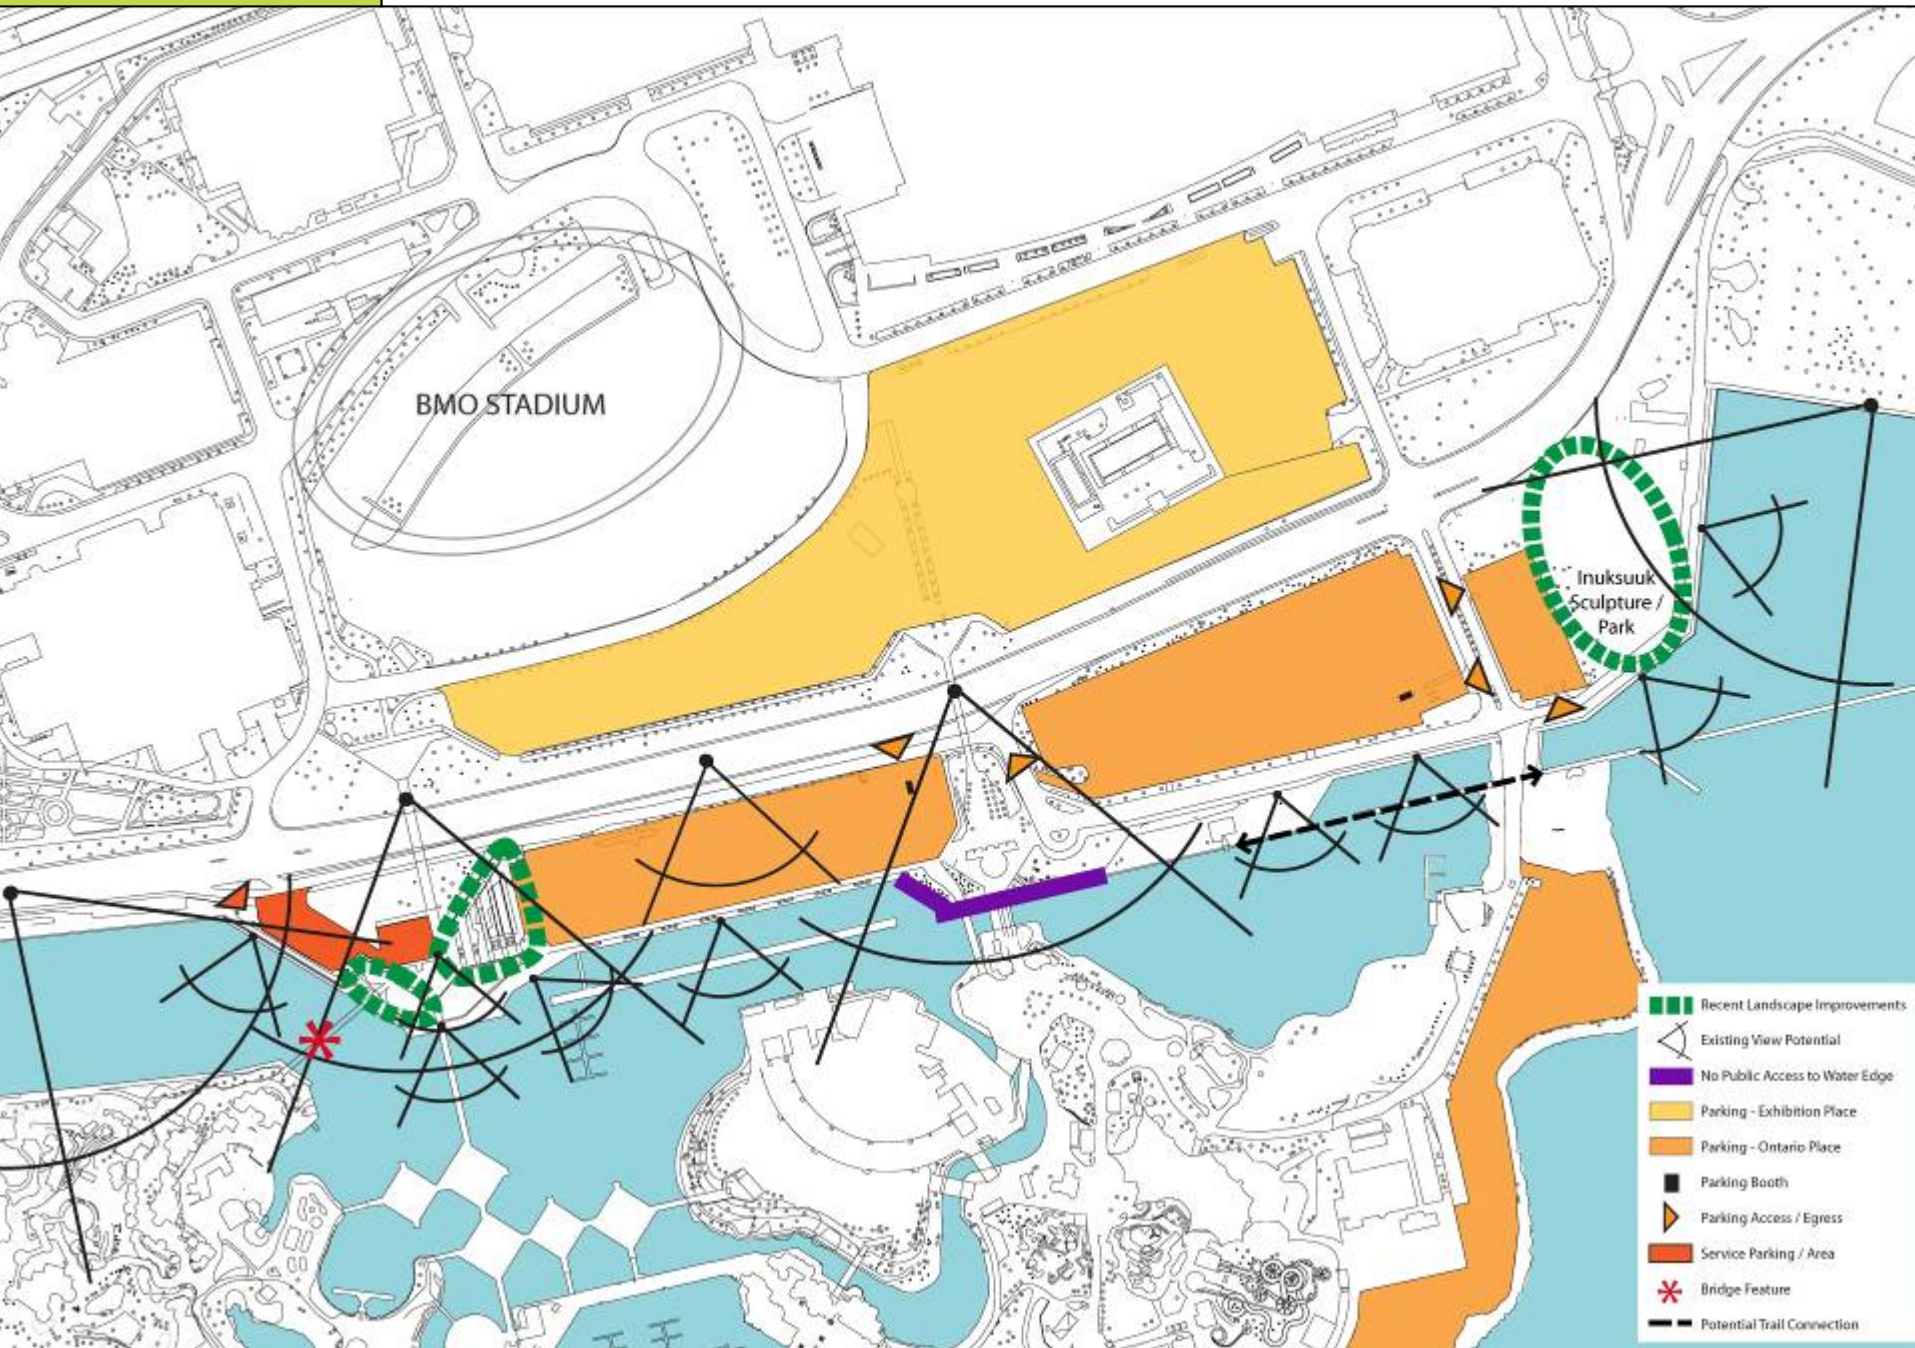 BMO STADIUM
Inuksuuk
Sculpture /
Park
Recent Landscape Improvements
Existing View Potential
No Public Access to Water Edge
Parking - Exhibition Place
Parking - Ontario Place
Parking Booth
Parking Access / Egress
Service Parking / Area
Bridge Feature
Potential Trail Connection